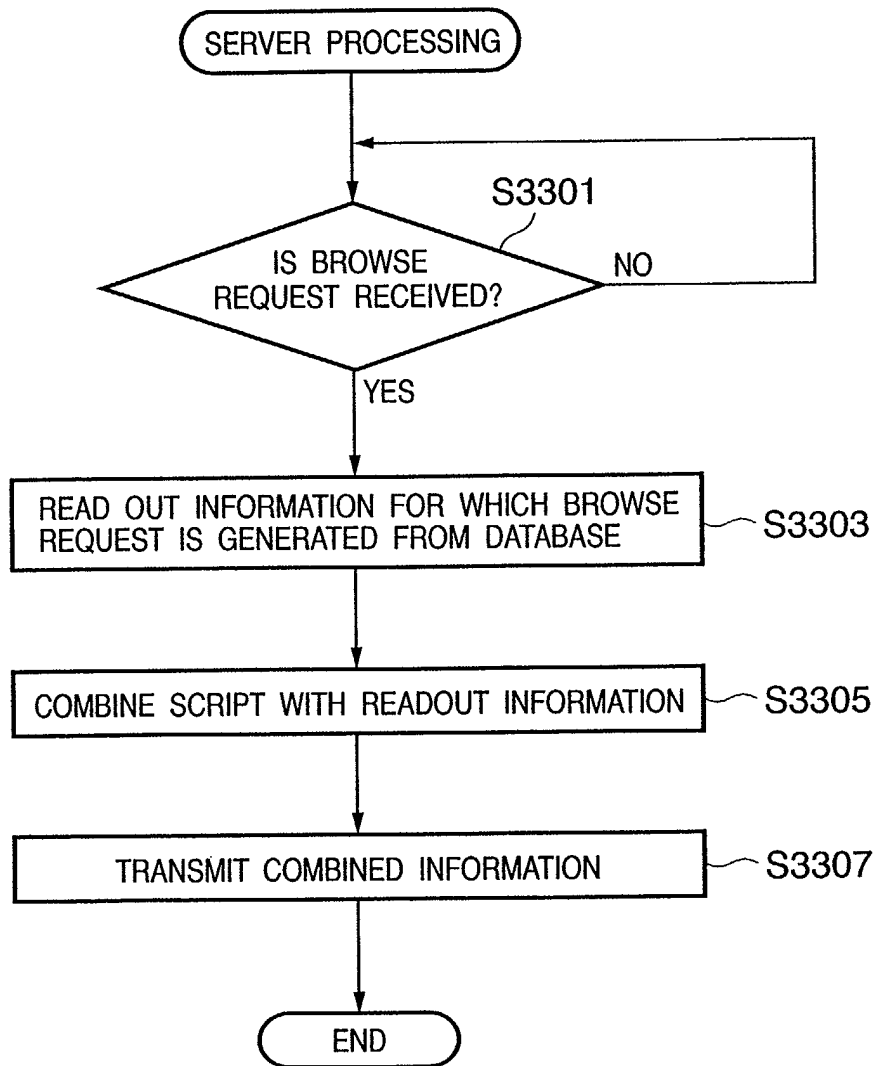 SERVER PROCESSING
S3301
IS BROWSE
REQUEST RECEIVED?
NO
YES
READ OUT INFORMATION FOR WHICH BROWSE
REQUEST IS GENERATED FROM DATABASE
S3303
COMBINE SCRIPT WITH READOUT INFORMATION
S3305
TRANSMIT COMBINED INFORMATION
S3307
END